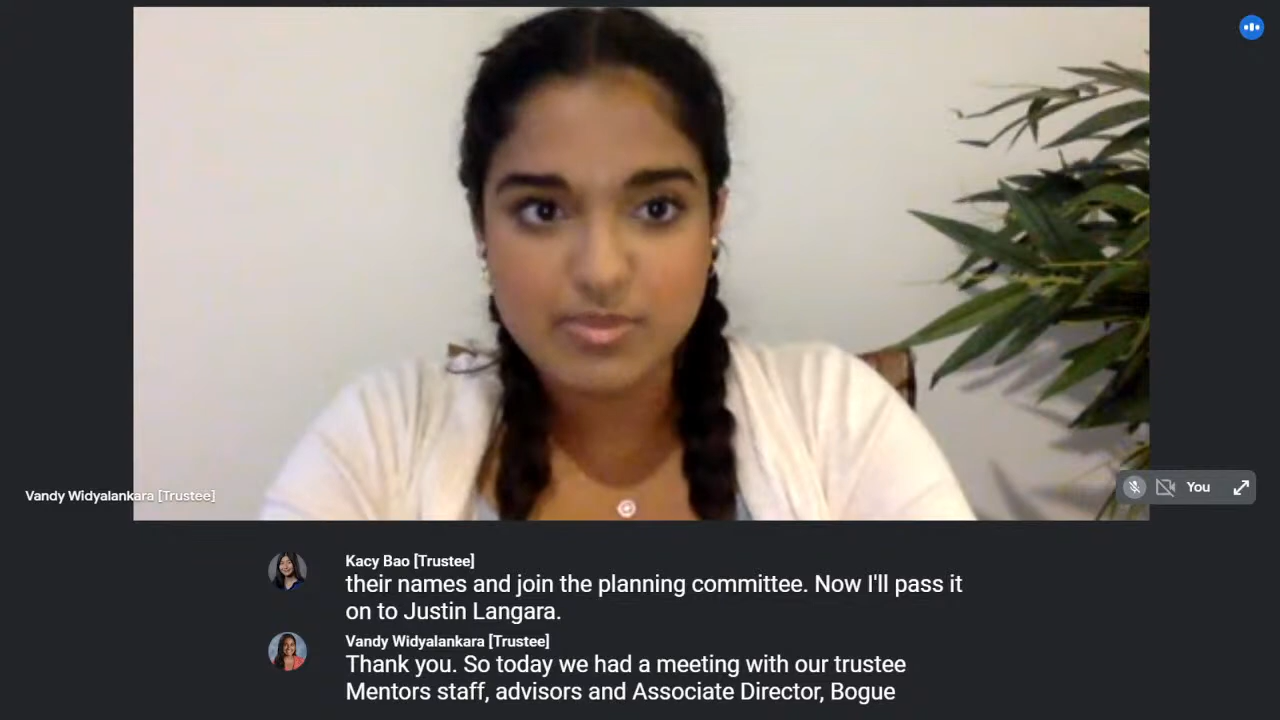 Vandy Widyalankara [Trustee]
You
Kacy Bao [Trustee]
their names and join the planning committee. Now I'll pass it
on to Justin Langara.
Vandy Widyalankara [Trustee]
Thank you. So today we had a meeting with our trustee
Mentors staff, advisors and Associate Director, Bogue